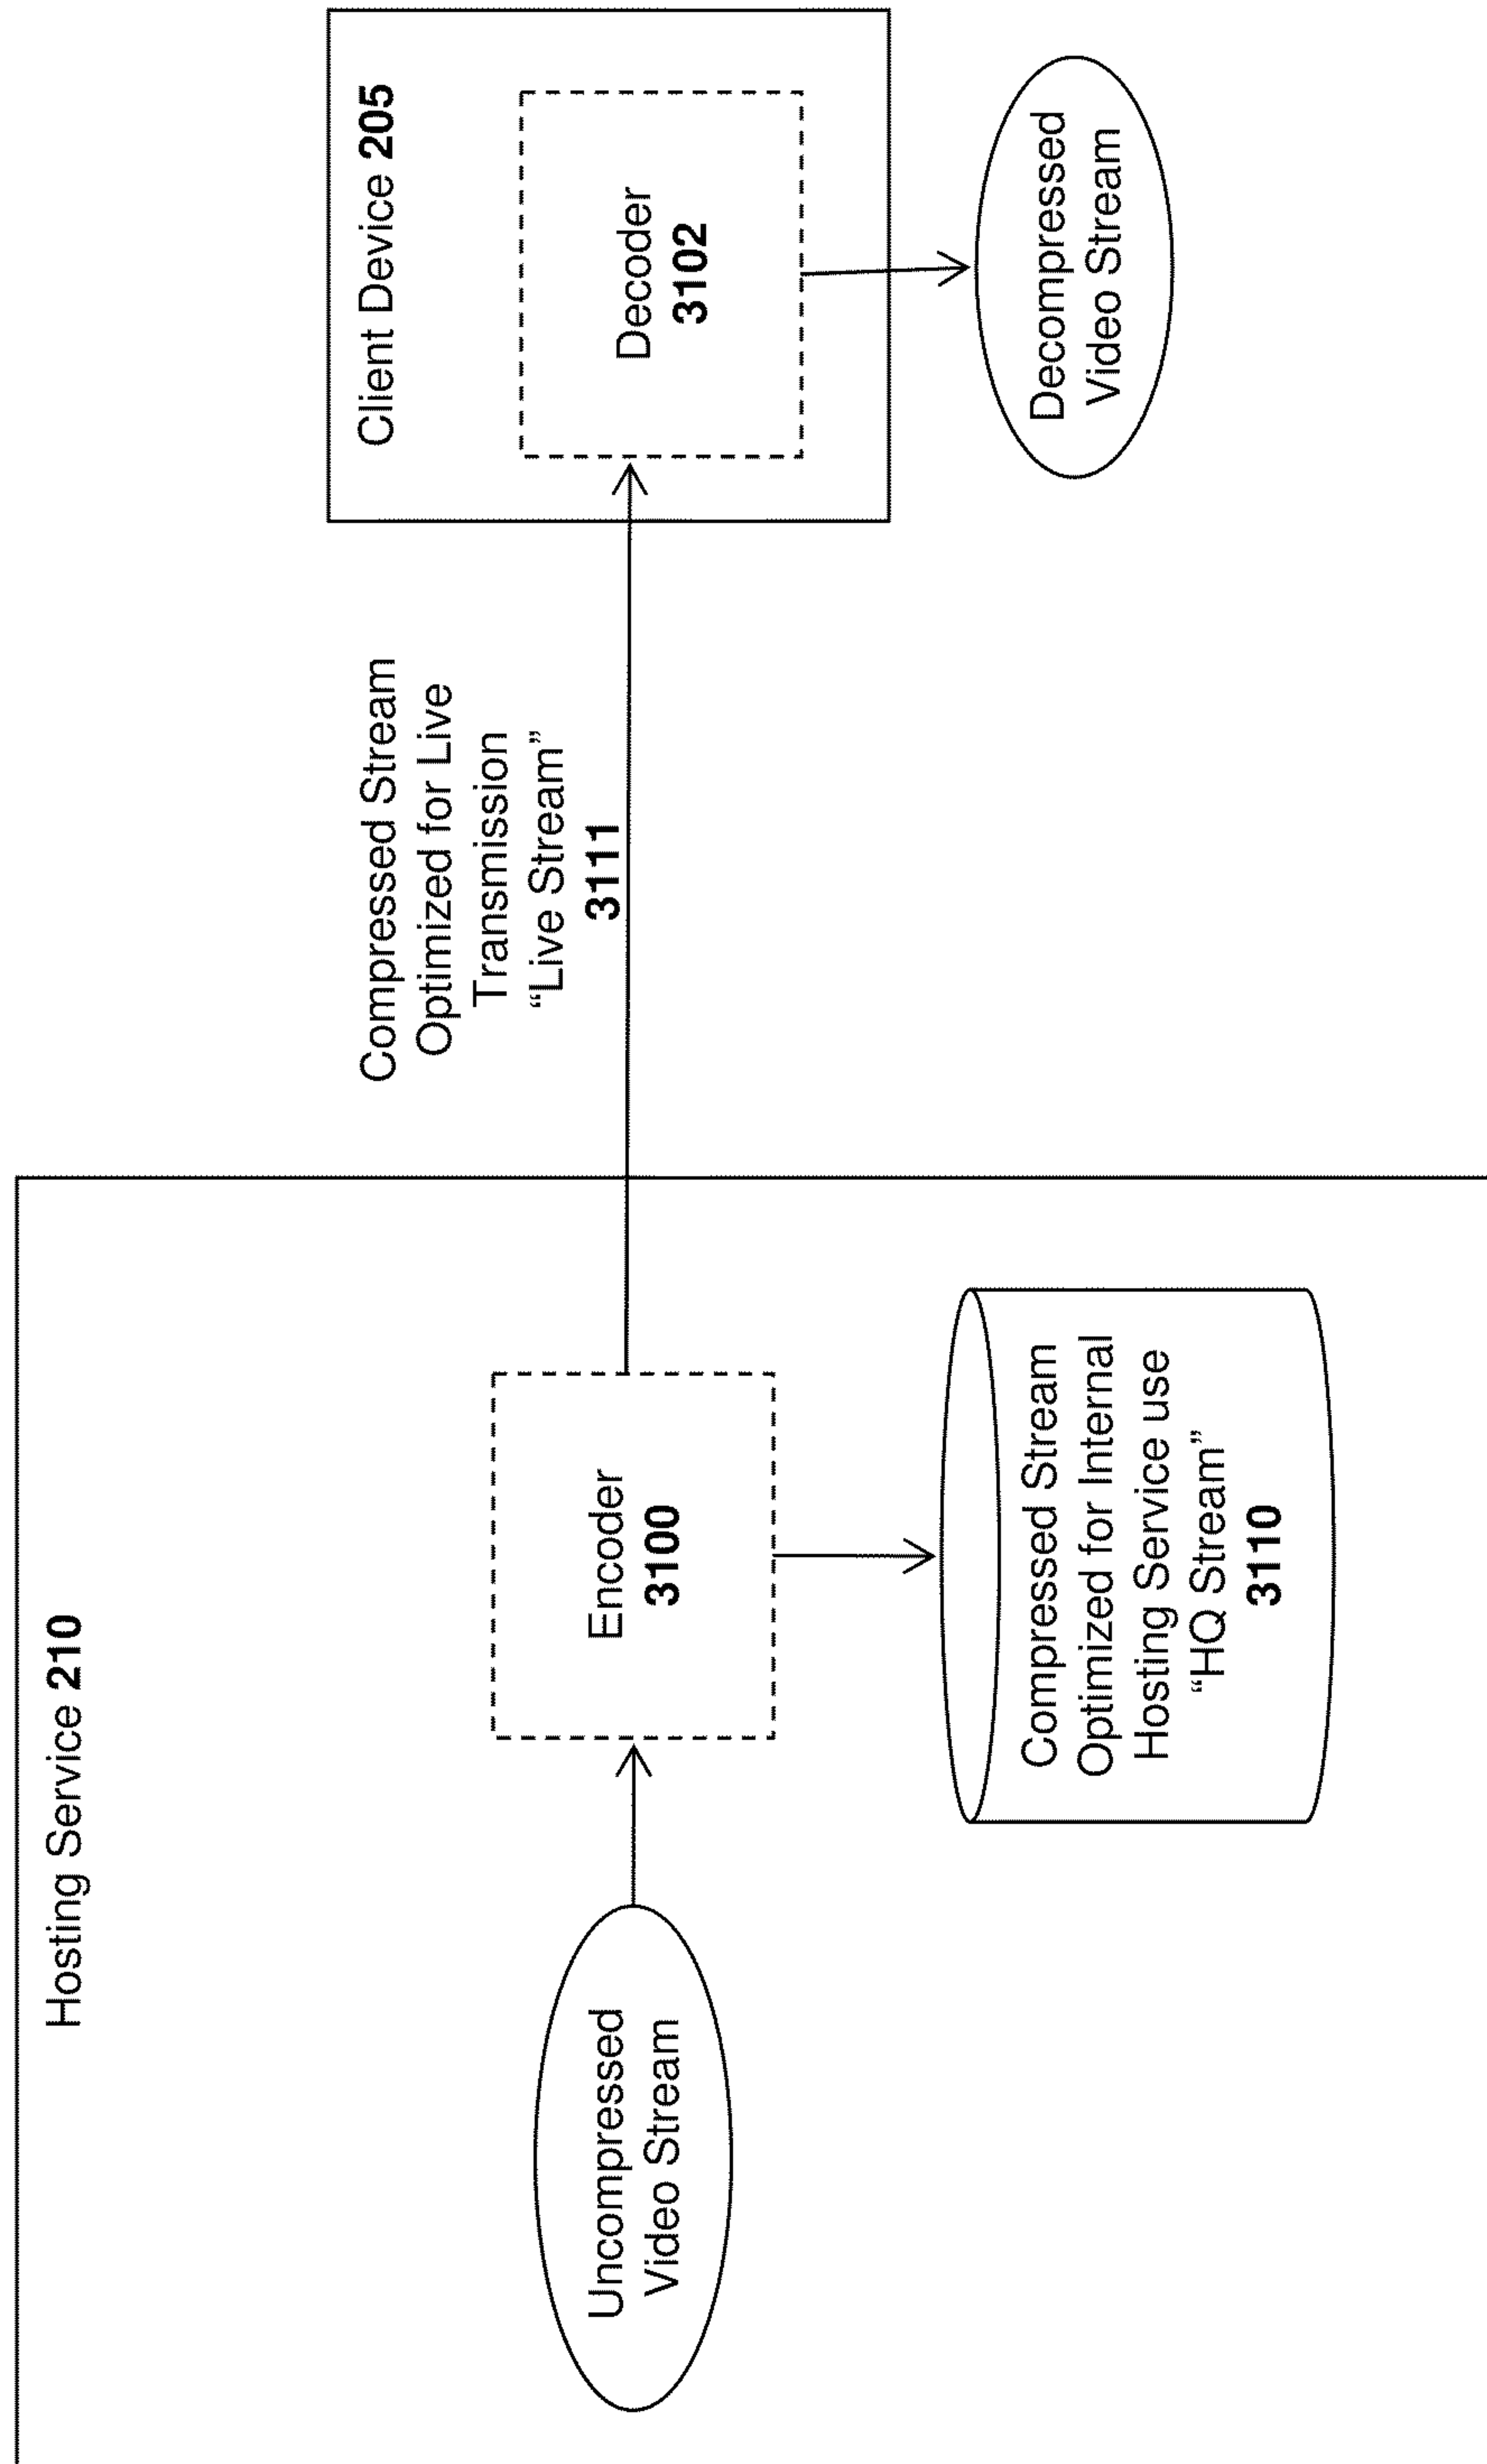 Hosting Service 210
Uncompressed
Video Stream
Encoder
3100
Compressed Stream
Optimized for Internal
Hosting Service use
“HQ Stream”
3110
Compressed Stream
Optimized for Live
Transmission
“Live Stream”
3111
Client Device 205
Decoder
3102
Decompressed
Video Stream